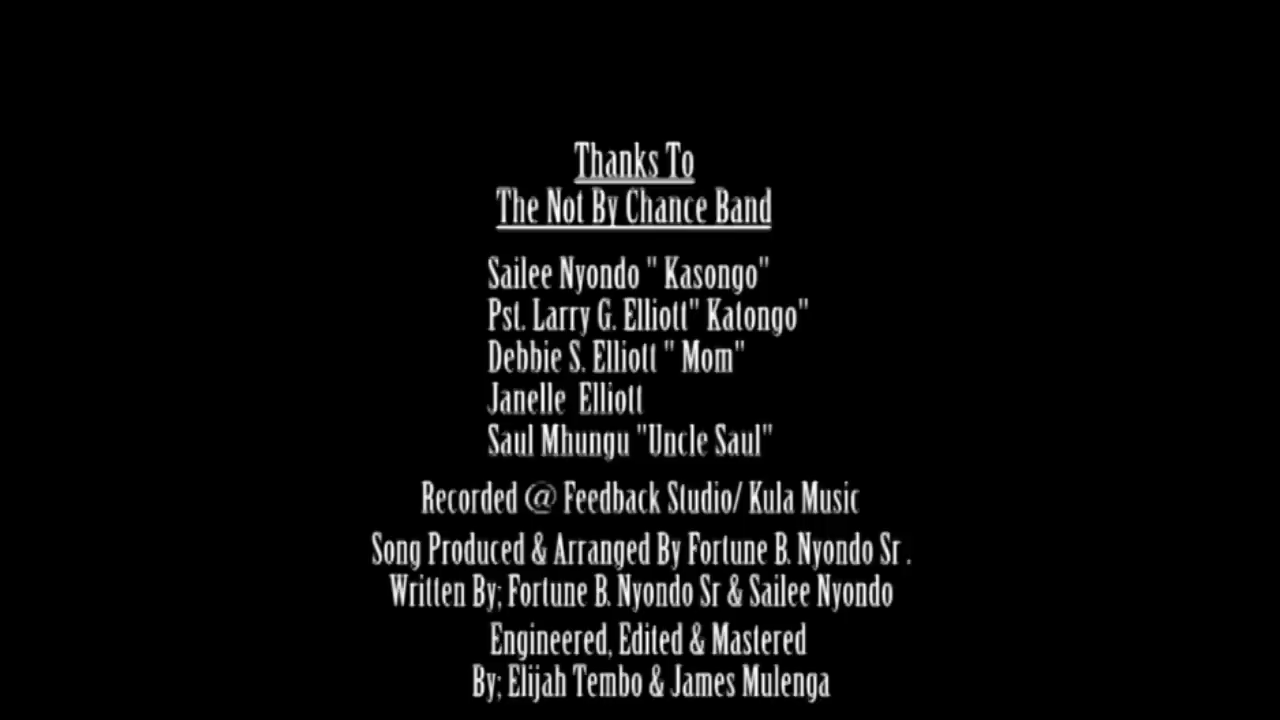 Thanks To
The Not By Chance Band
Sailee Nyondo " Kasongo"
Pst. Larry G. Elliott" Katongo"
Debbie S. Elliott " Mom"
Janelle  Elliott
Saul Mhungu "Uncle Saul"
Recorded @ Feedback Studio/ Kula Music
Song Produced & Arranged By Fortune B. Nyondo Sr .
Written By; Fortune B. Nyondo Sr & Sailee Nyondo
Engineered, Edited & Mastered
By; Elijah Tembo & James Mulenga